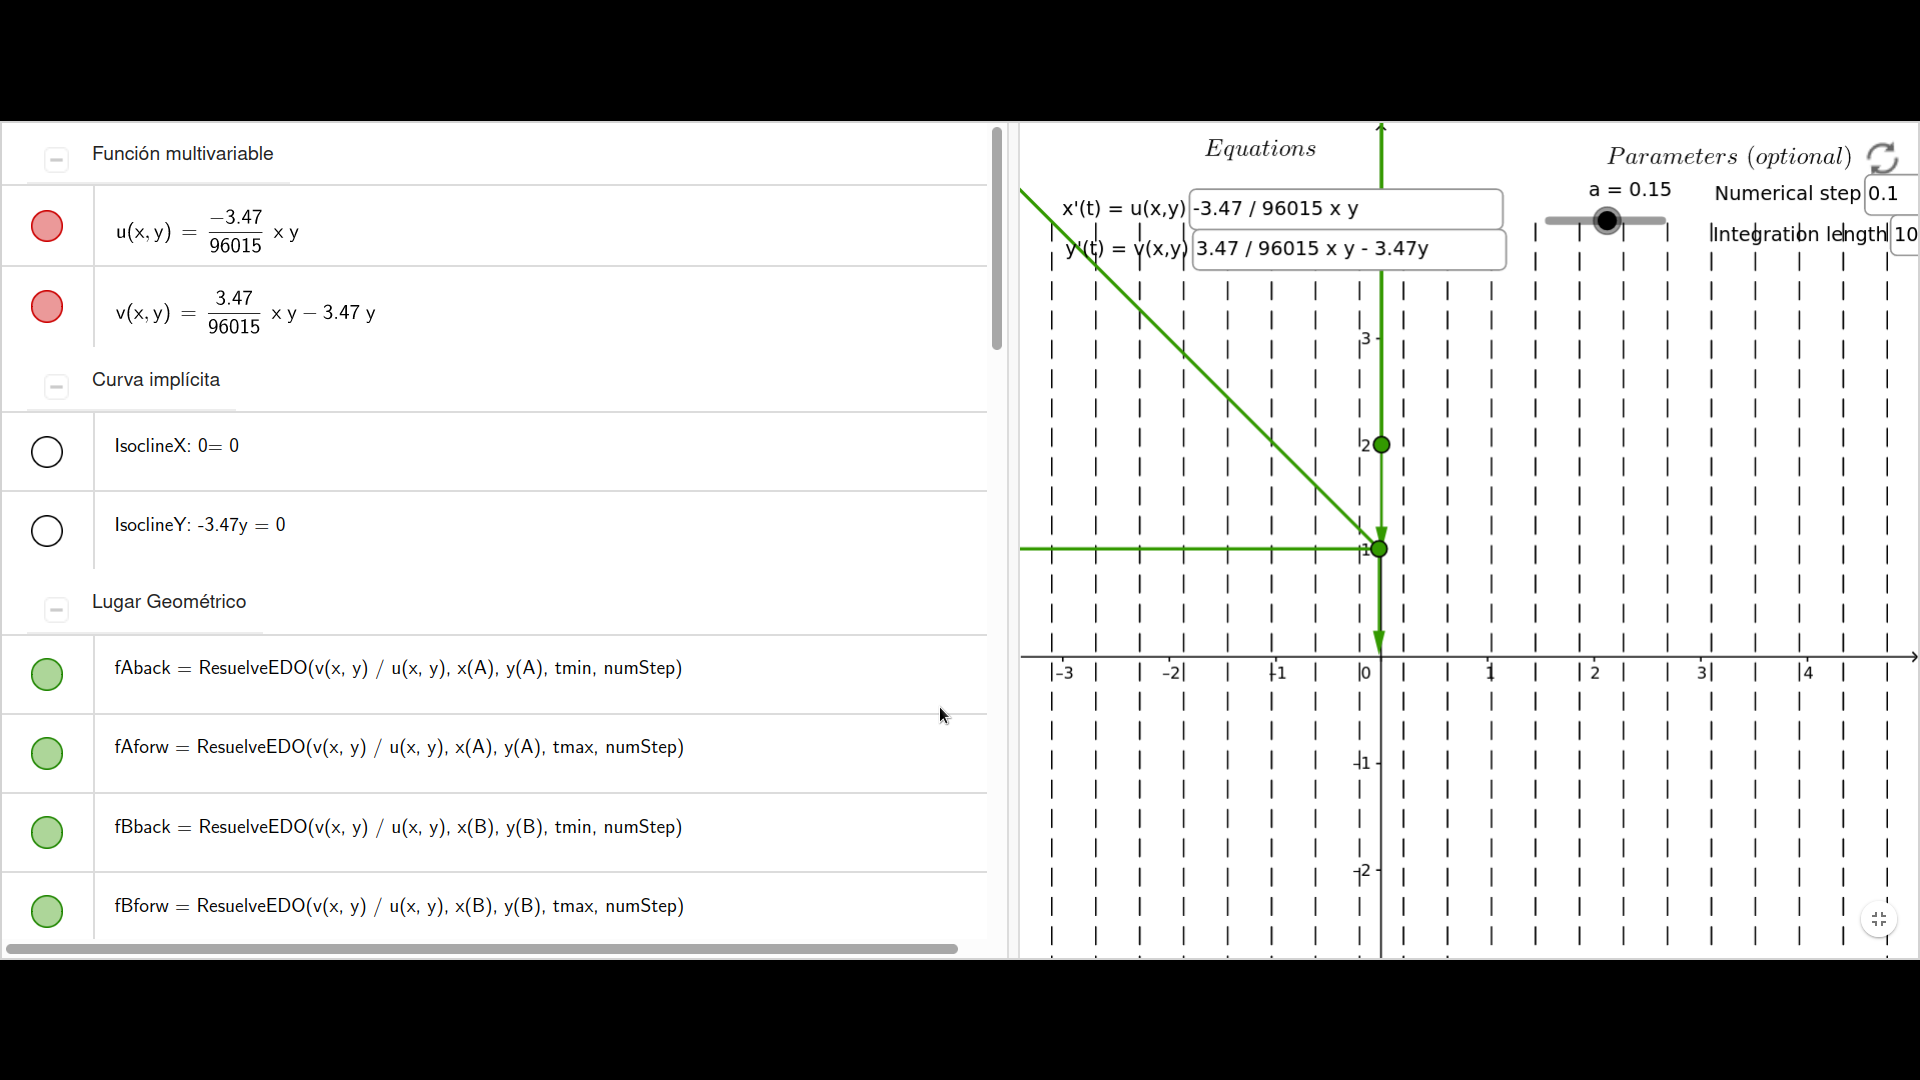 Función multivariable
u(x, y) = −3.47/96015 x y
v(x, y) = 3.47/96015 x y − 3.47 y
Curva implícita
IsoclineX: 0= 0
IsoclineY: -3.47y = 0
Lugar Geométrico
fAback = ResuelveEDO(v(x, y) / u(x, y), x(A), y(A), tmin, numStep)
fAforw = ResuelveEDO(v(x, y) / u(x, y), x(A), y(A), tmax, numStep)
fBback = ResuelveEDO(v(x, y) / u(x, y), x(B), y(B), tmin, numStep)
fBforw = ResuelveEDO(v(x, y) / u(x, y), x(B), y(B), tmax, numStep)
Equations
x'(t) = u(x,y) -3.47 / 96015 x y
y'(t) = v(x,y) 3.47 / 96015 x y - 3.47y
Parameters (optional)
a = 0.15
Numerical step 0.1
Integration length 10
3
2
1
–3 –2 –1 0 1 2 3 4
–1
–2